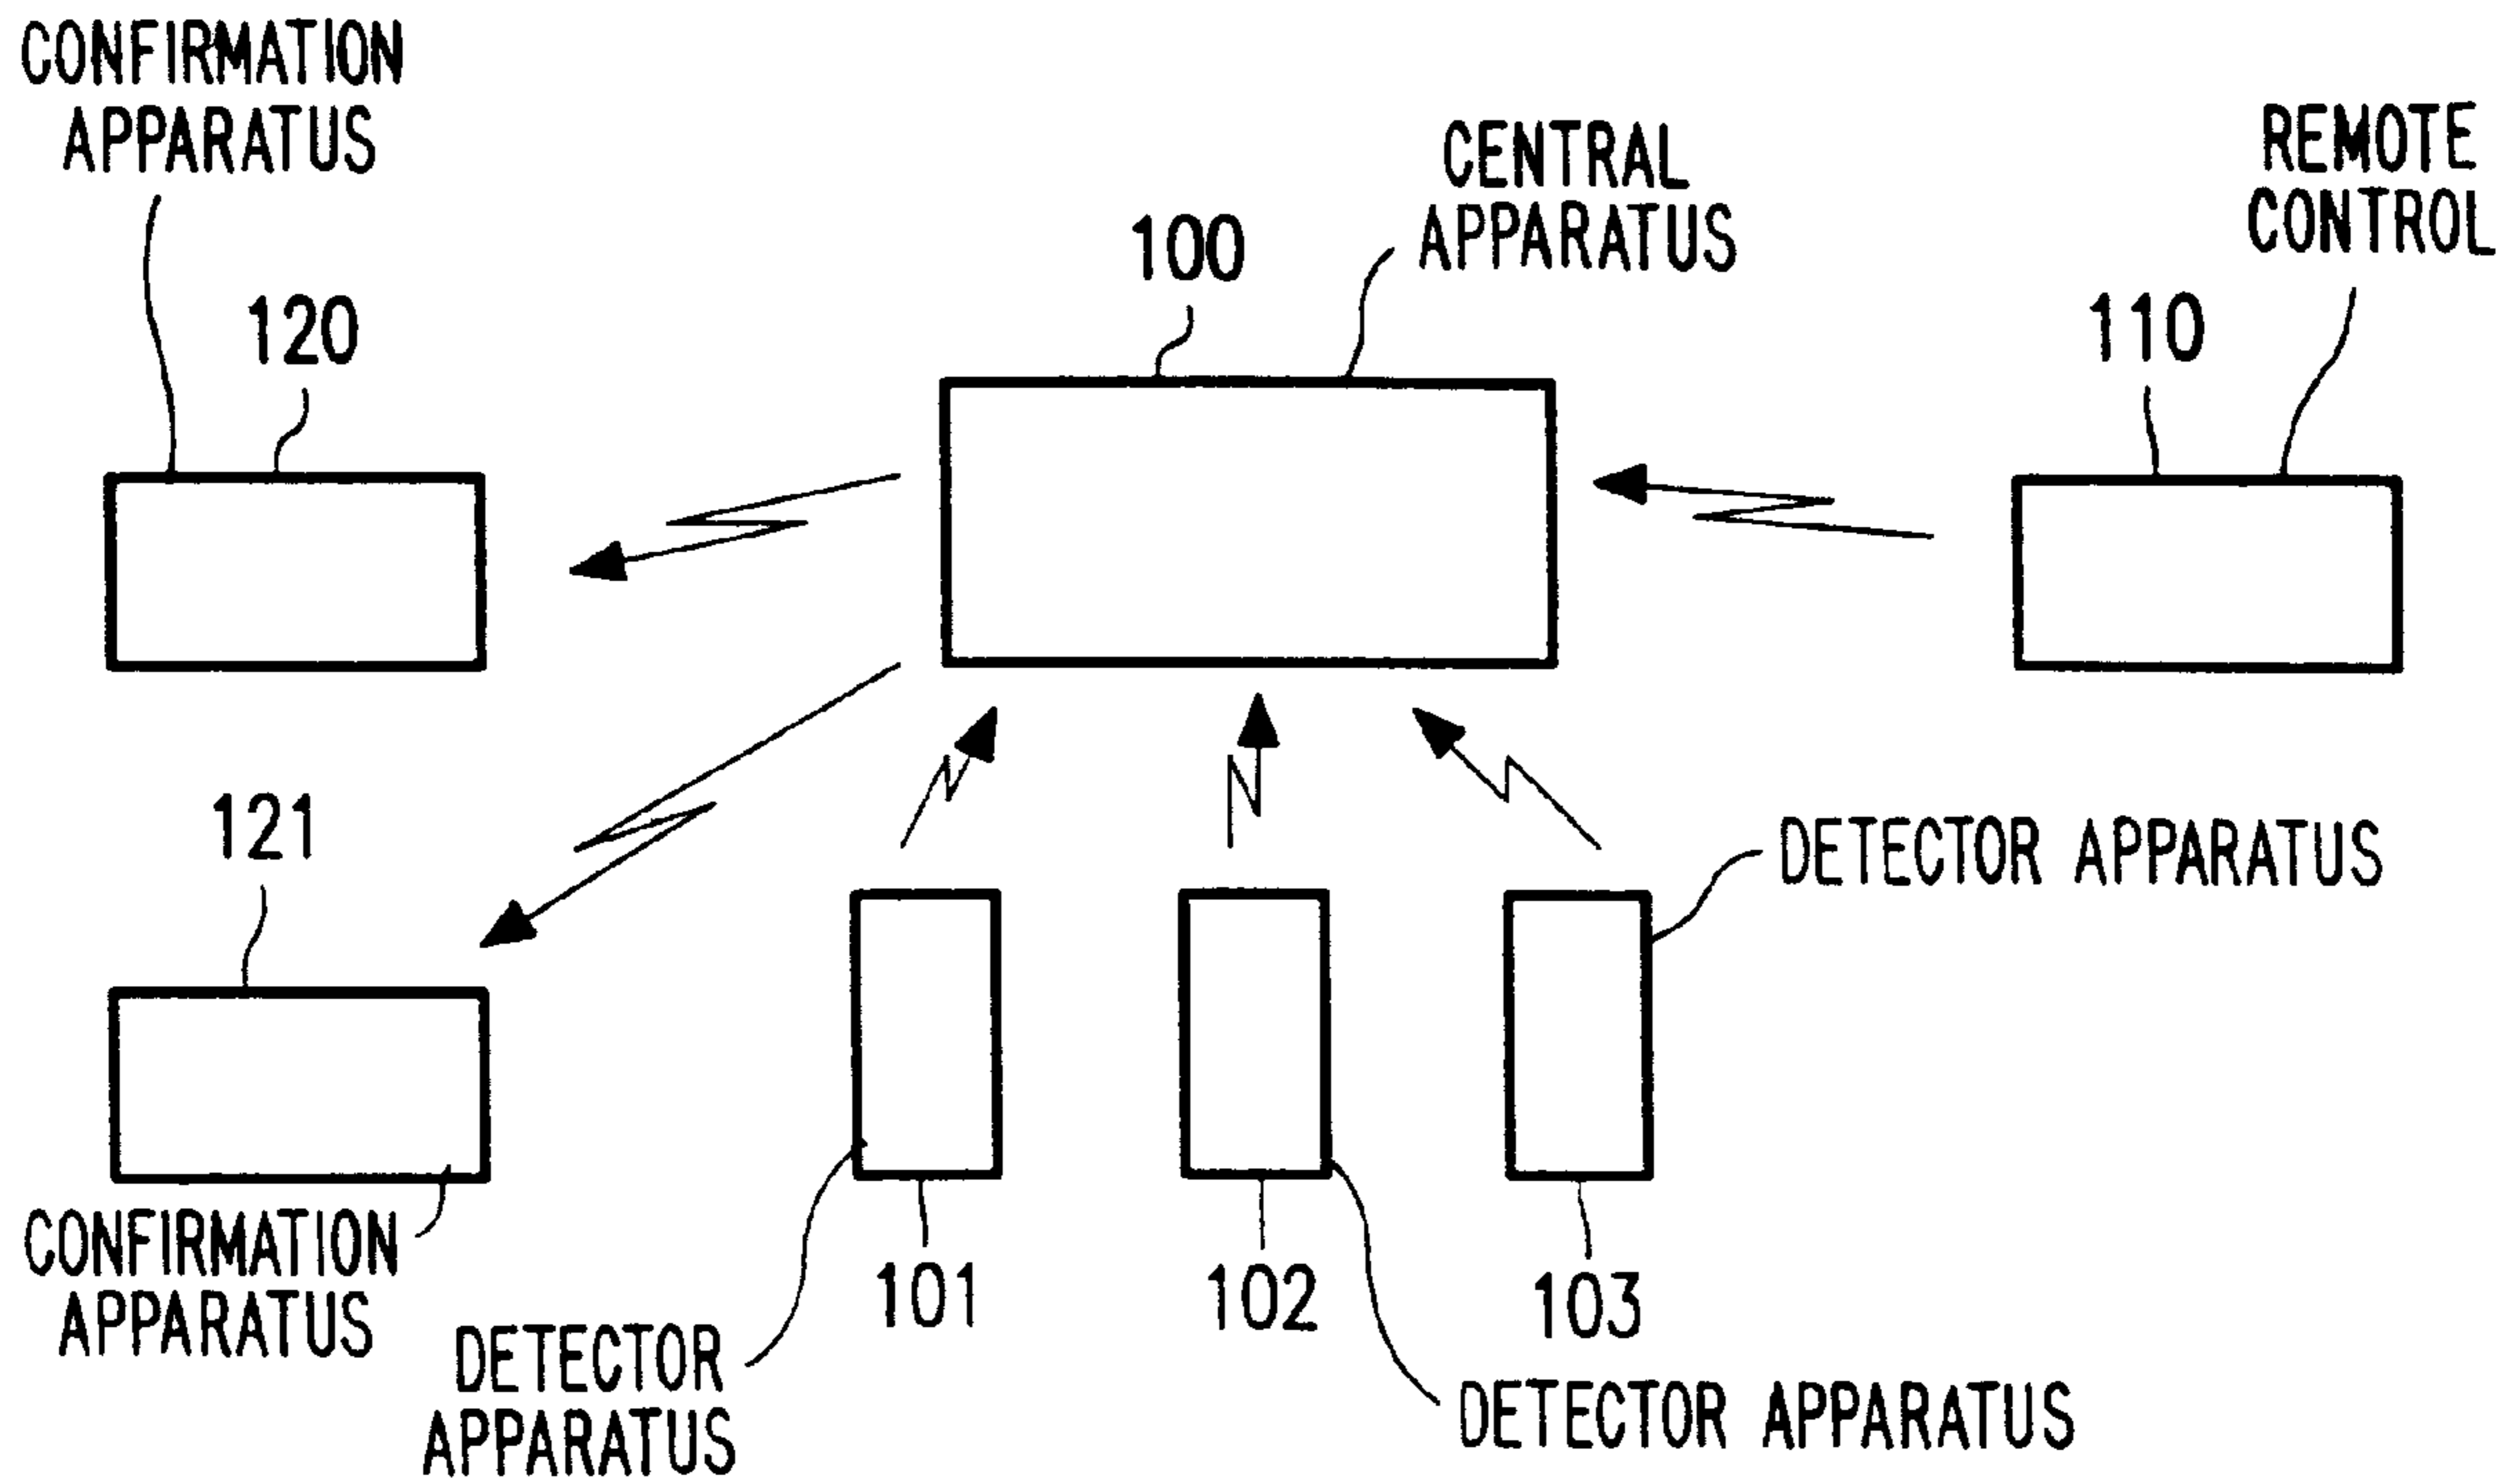 CONFIRMATION
APPARATUS
120
100
CENTRAL
APPARATUS
REMOTE
CONTROL
110
121
CONFIRMATION
APPARATUS
DETECTOR APPARATUS
101
102
103
DETECTOR
APPARATUS
DETECTOR APPARATUS